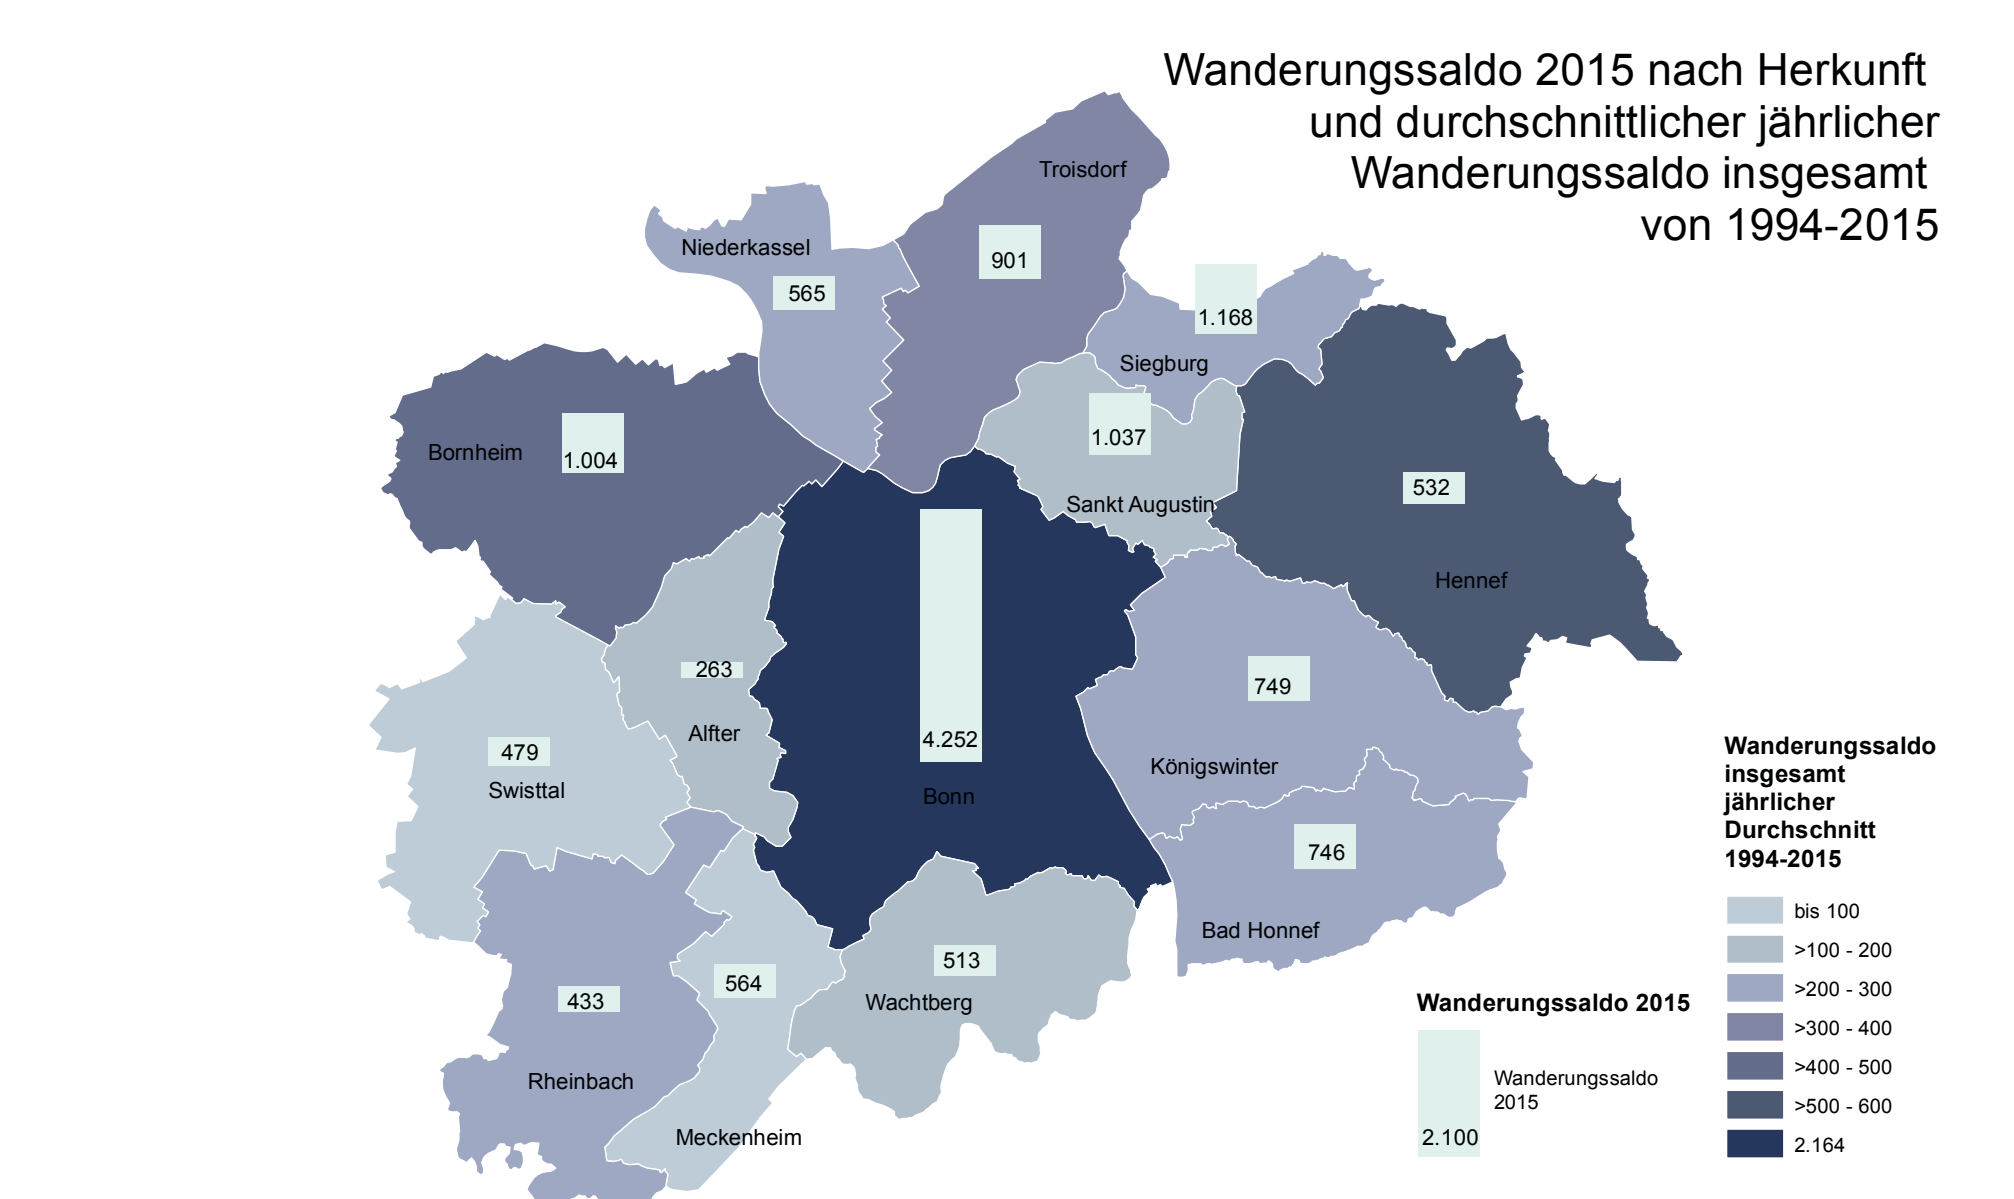 Wanderungssaldo 2015 nach Herkunft
und durchschnittlicher jährlicher
Wanderungssaldo insgesamt
von 1994-2015
Troisdorf
901
Niederkassel
565
1.168
Siegburg
Bornheim
1.004
1.037
Sankt Augustin
532
Hennef
263
Alfter
4.252
Bonn
749
Königswinter
479
Swisttal
746
Bad Honnef
513
Wachtberg
564
Meckenheim
433
Rheinbach
Wanderungssaldo 2015
Wanderungssaldo
2015
2.100
Wanderungssaldo
insgesamt
jährlicher
Durchschnitt
1994-2015
bis 100
>100 - 200
>200 - 300
>300 - 400
>400 - 500
>500 - 600
2.164